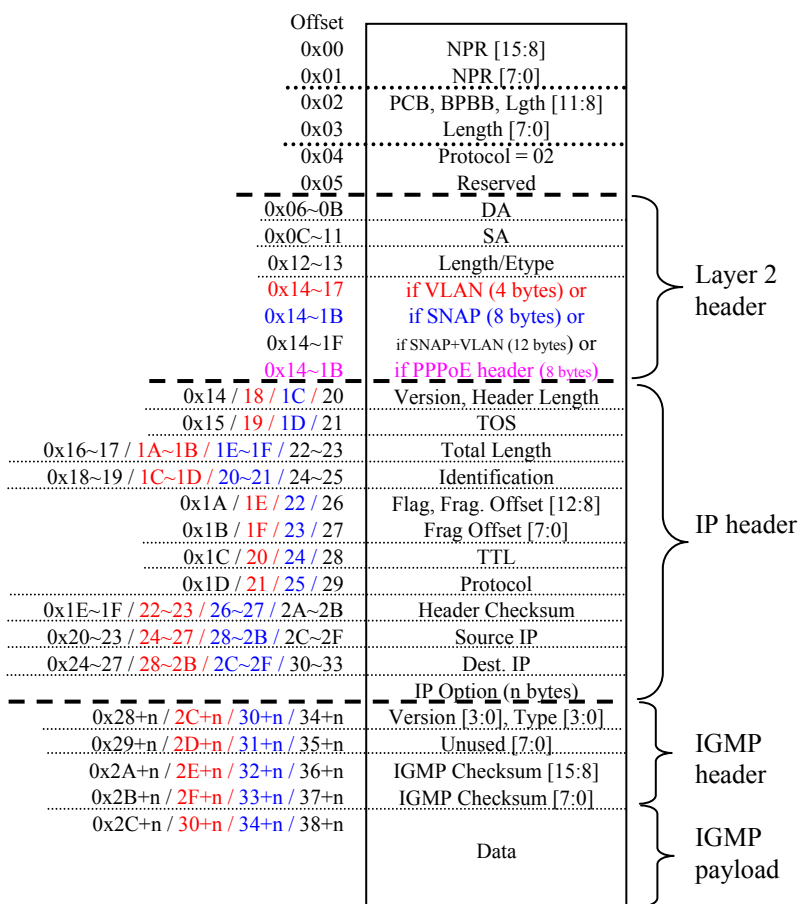 Offset
0x00 NPR [15:8]
0x01 NPR [7:0]
0x02 PCB, BPBB, Lgth [11:8]
0x03 Length [7:0]
0x04 Protocol = 02
0x05 Reserved
0x06~0B DA
0x0C~11 SA
0x12~13 Length/Etype
0x14~17 if VLAN (4 bytes) or
0x14~1B if SNAP (8 bytes) or
0x14~1F if SNAP+VLAN (12 bytes) or
0x14~1B if PPPoE header (8 bytes)
Layer 2
header
0x14 / 18 / 1C / 20 Version, Header Length
0x15 / 19 / 1D / 21 TOS
0x16~17 / 1A~1B / 1E~1F / 22~23 Total Length
0x18~19 / 1C~1D / 20~21 / 24~25 Identification
0x1A / 1E / 22 / 26 Flag, Frag. Offset [12:8]
0x1B / 1F / 23 / 27 Frag Offset [7:0]
0x1C / 20 / 24 / 28 TTL
0x1D / 21 / 25 / 29 Protocol
0x1E~1F / 22~23 / 26~27 / 2A~2B Header Checksum
0x20~23 / 24~27 / 28~2B / 2C~2F Source IP
0x24~27 / 28~2B / 2C~2F / 30~33 Dest. IP
IP Option (n bytes)
IP header
0x28+n / 2C+n / 30+n / 34+n Version [3:0], Type [3:0]
0x29+n / 2D+n / 31+n / 35+n Unused [7:0]
0x2A+n / 2E+n / 32+n / 36+n IGMP Checksum [15:8]
0x2B+n / 2F+n / 33+n / 37+n IGMP Checksum [7:0]
IGMP
header
0x2C+n / 30+n / 34+n / 38+n
Data
IGMP
payload